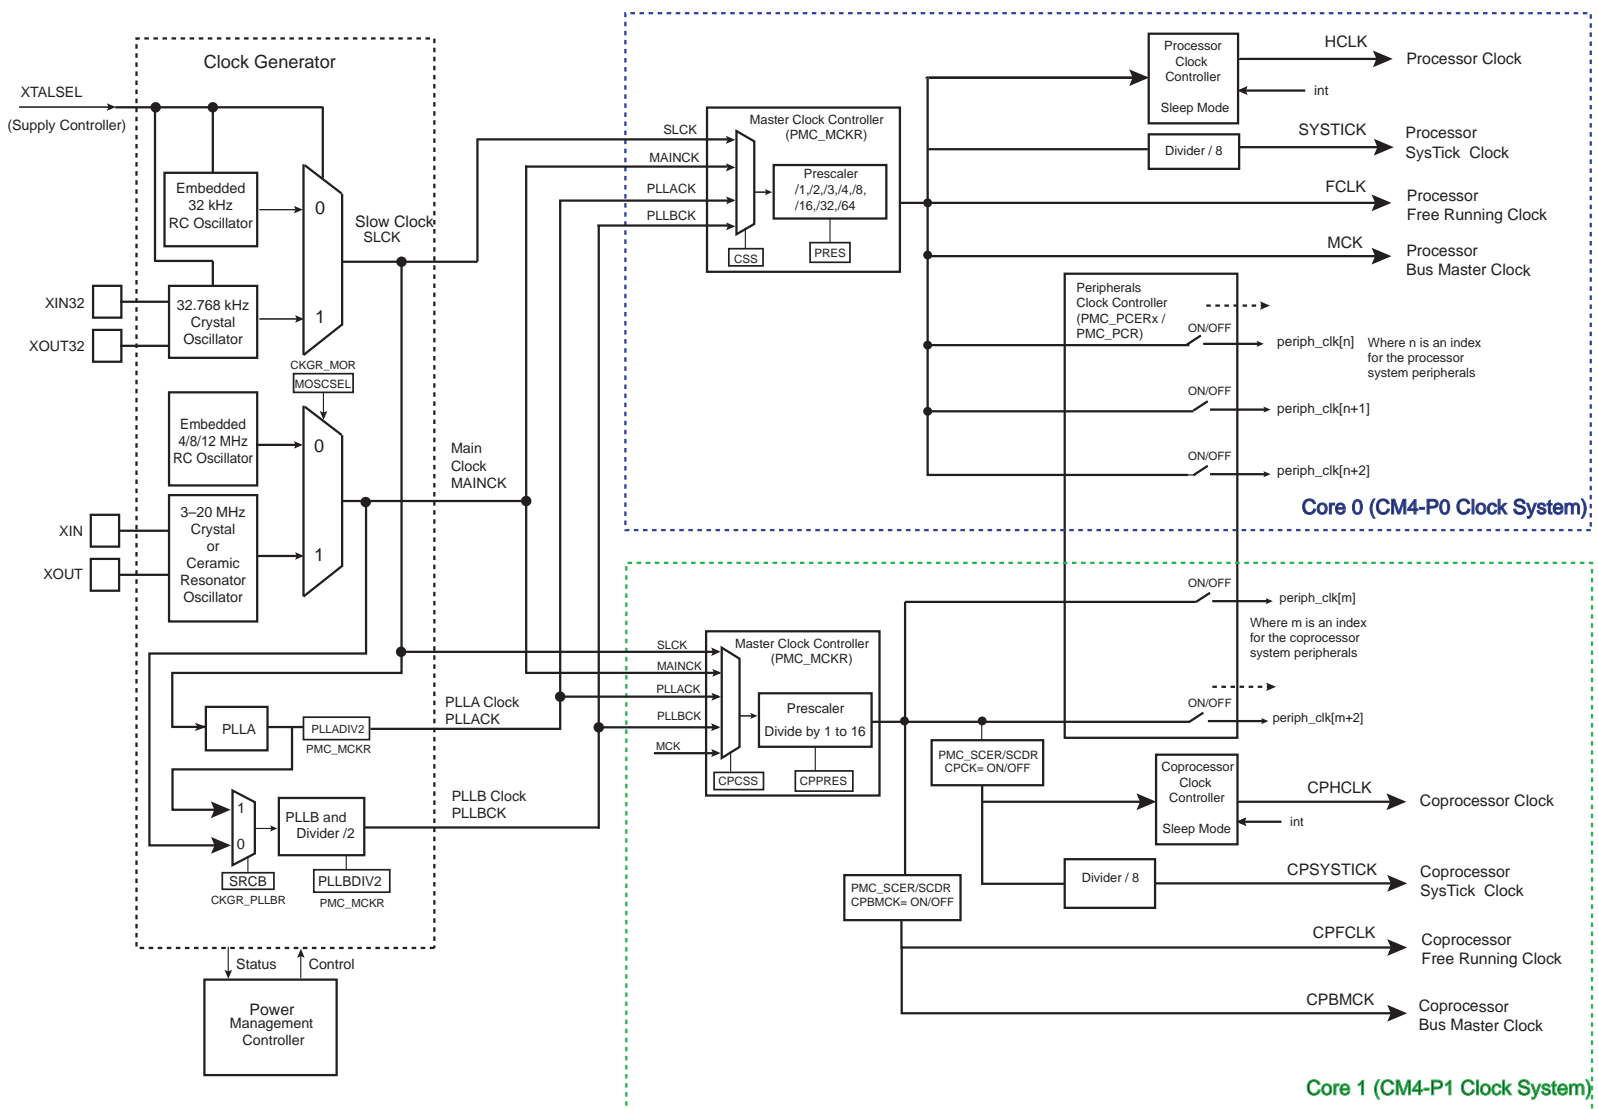 Clock Generator
XTALSEL
(Supply Controller)
Embedded
32 kHz
RC Oscillator
0
Slow Clock
SLCK
XIN32
XOUT32
32.768 kHz
Crystal
Oscillator
1
CKGR_MOR
MOSCSEL
Embedded
4/8/12 MHz
RC Oscillator
0
Main
Clock
MAINCK
XIN
XOUT
3–20 MHz
Crystal
or
Ceramic
Resonator
Oscillator
1
PLLA
PLLADIV2
PMC_MCKR
PLLA Clock
PLLACK
1
0
SRCB
CKGR_PLLBR
PLLB and
Divider /2
PLLBDIV2
PMC_MCKR
PLLB Clock
PLLBCK
Status
Control
Power
Management
Controller
SLCK
MAINCK
PLLACK
PLLBCK
Master Clock Controller
(PMC_MCKR)
Prescaler
/1,/2,/3,/4,/8,
/16,/32,/64
CSS
PRES
Processor
Clock
Controller
Sleep Mode
HCLK
Processor Clock
int
Divider / 8
SYSTICK
Processor
SysTick Clock
FCLK
Processor
Free Running Clock
MCK
Processor
Bus Master Clock
Peripherals
Clock Controller
(PMC_PCERx /
PMC_PCR)
ON/OFF
periph_clk[n]
Where n is an index
for the processor
system peripherals
ON/OFF
periph_clk[n+1]
ON/OFF
periph_clk[n+2]
Core 0 (CM4-P0 Clock System)
SLCK
MAINCK
PLLACK
PLLBCK
MCK
Master Clock Controller
(PMC_MCKR)
Prescaler
Divide by 1 to 16
CPCSS
CPPRES
ON/OFF
periph_clk[m]
Where m is an index
for the coprocessor
system peripherals
ON/OFF
periph_clk[m+2]
PMC_SCER/SCDR
CPCK= ON/OFF
Coprocessor
Clock
Controller
Sleep Mode
CPHCLK
Coprocessor Clock
int
PMC_SCER/SCDR
CPBMCK= ON/OFF
Divider / 8
CPSYSTICK
Coprocessor
SysTick Clock
CPFCLK
Coprocessor
Free Running Clock
CPBMCK
Coprocessor
Bus Master Clock
Core 1 (CM4-P1 Clock System)